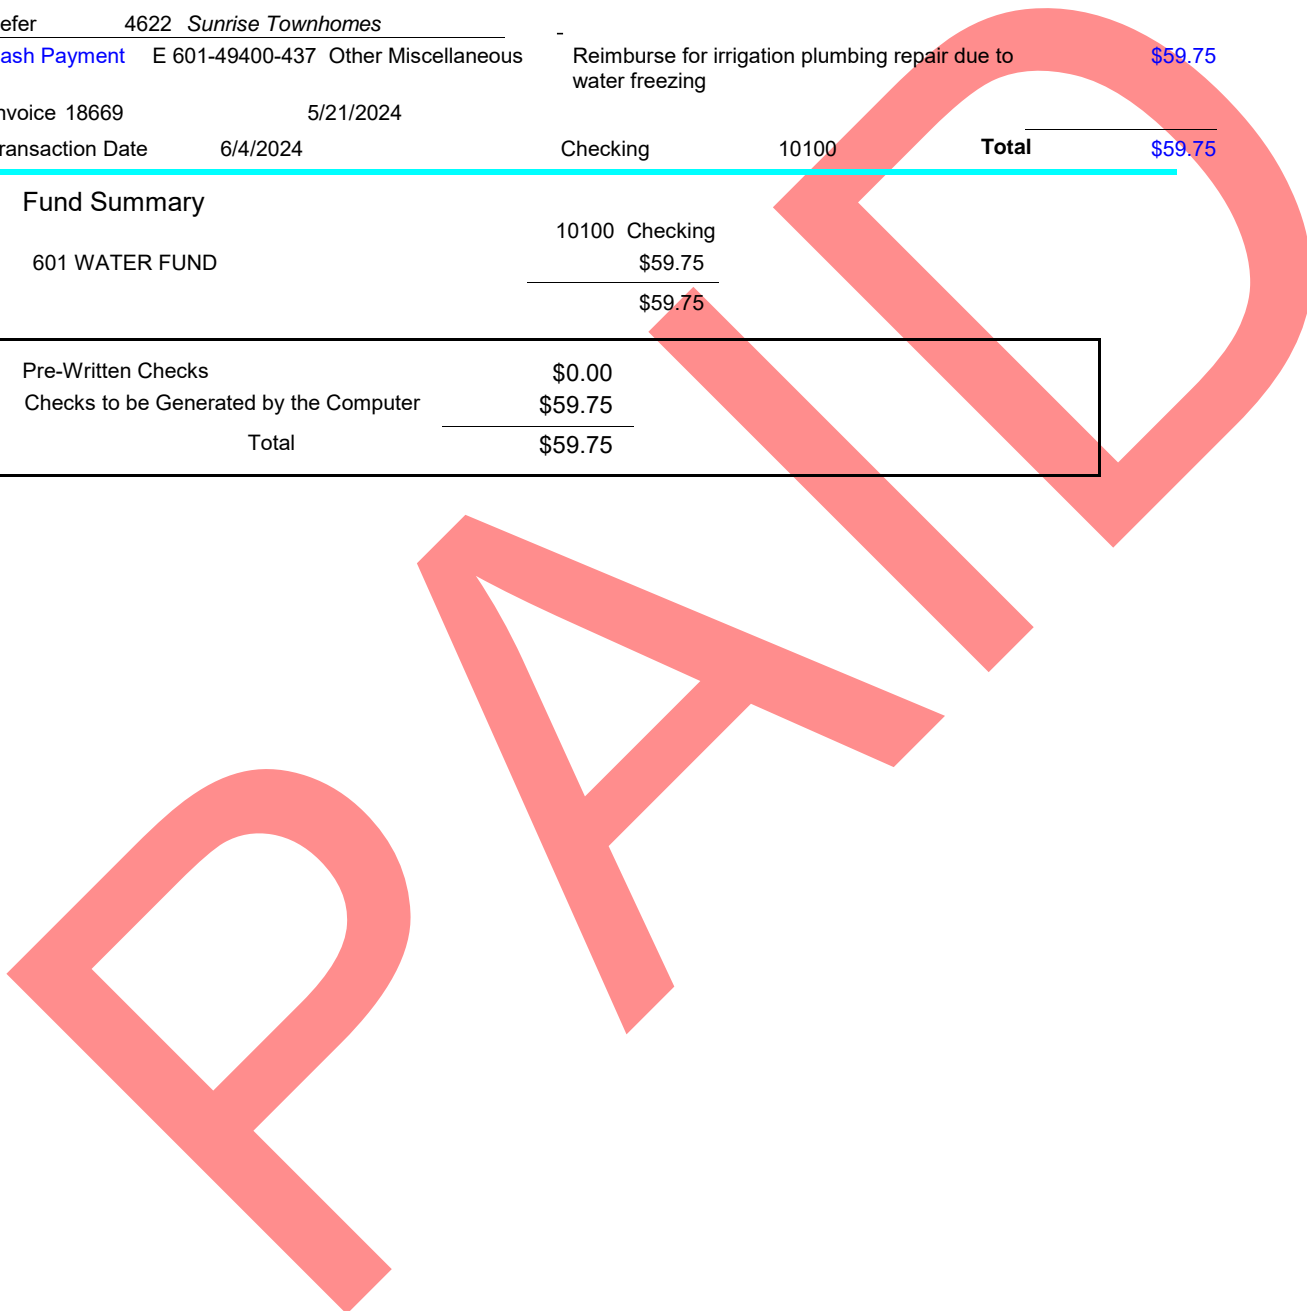 efer 4622 Sunrise Townhomes -
ash Payment E 601-49400-437 Other Miscellaneous Reimburse for irrigation plumbing repair due to $59.75
water freezing
nvoice 18669 5/21/2024
ransaction Date 6/4/2024 Checking 10100 Total $59.75
Fund Summary
10100 Checking
601 WATER FUND $59.75
$59.75
Pre-Written Checks $0.00
Checks to be Generated by the Computer $59.75
Total $59.75
PAID